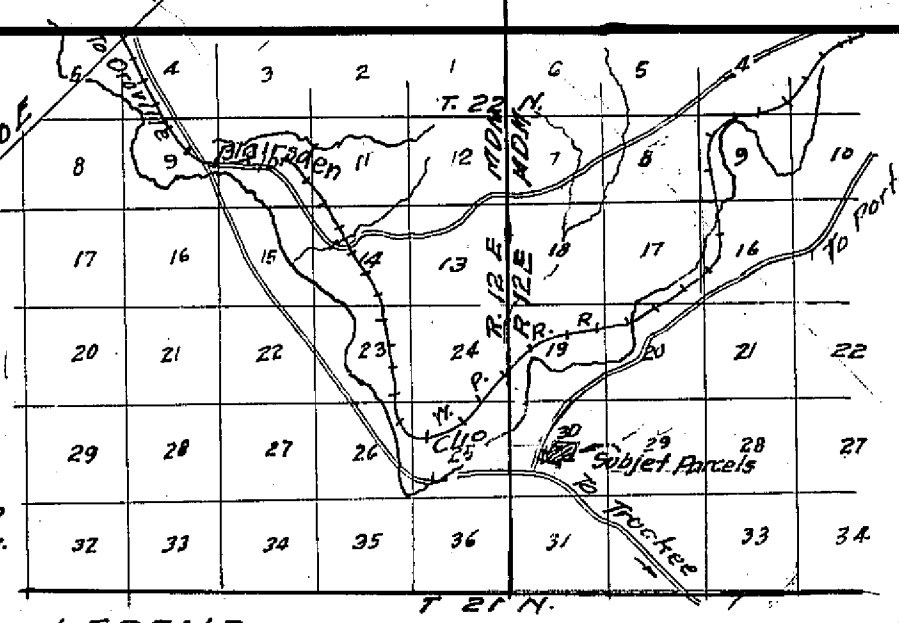 To Oroville
6 4 3 2 1 6 5 4
T. 22 N.
MDM MDM
8 9 Blairsden 11 12 7 8 9 10
17 16 15 14 13 18 17 16
To Port
R. 12 E
R 12E
W. P. R. R.
20 21 22 23 24 19 20 21 22
Clio
29 28 27 26 25 30 29 28 27
Subjet Parcels
To Truckee
32 33 34 35 36 31 33 34
T 21 N.